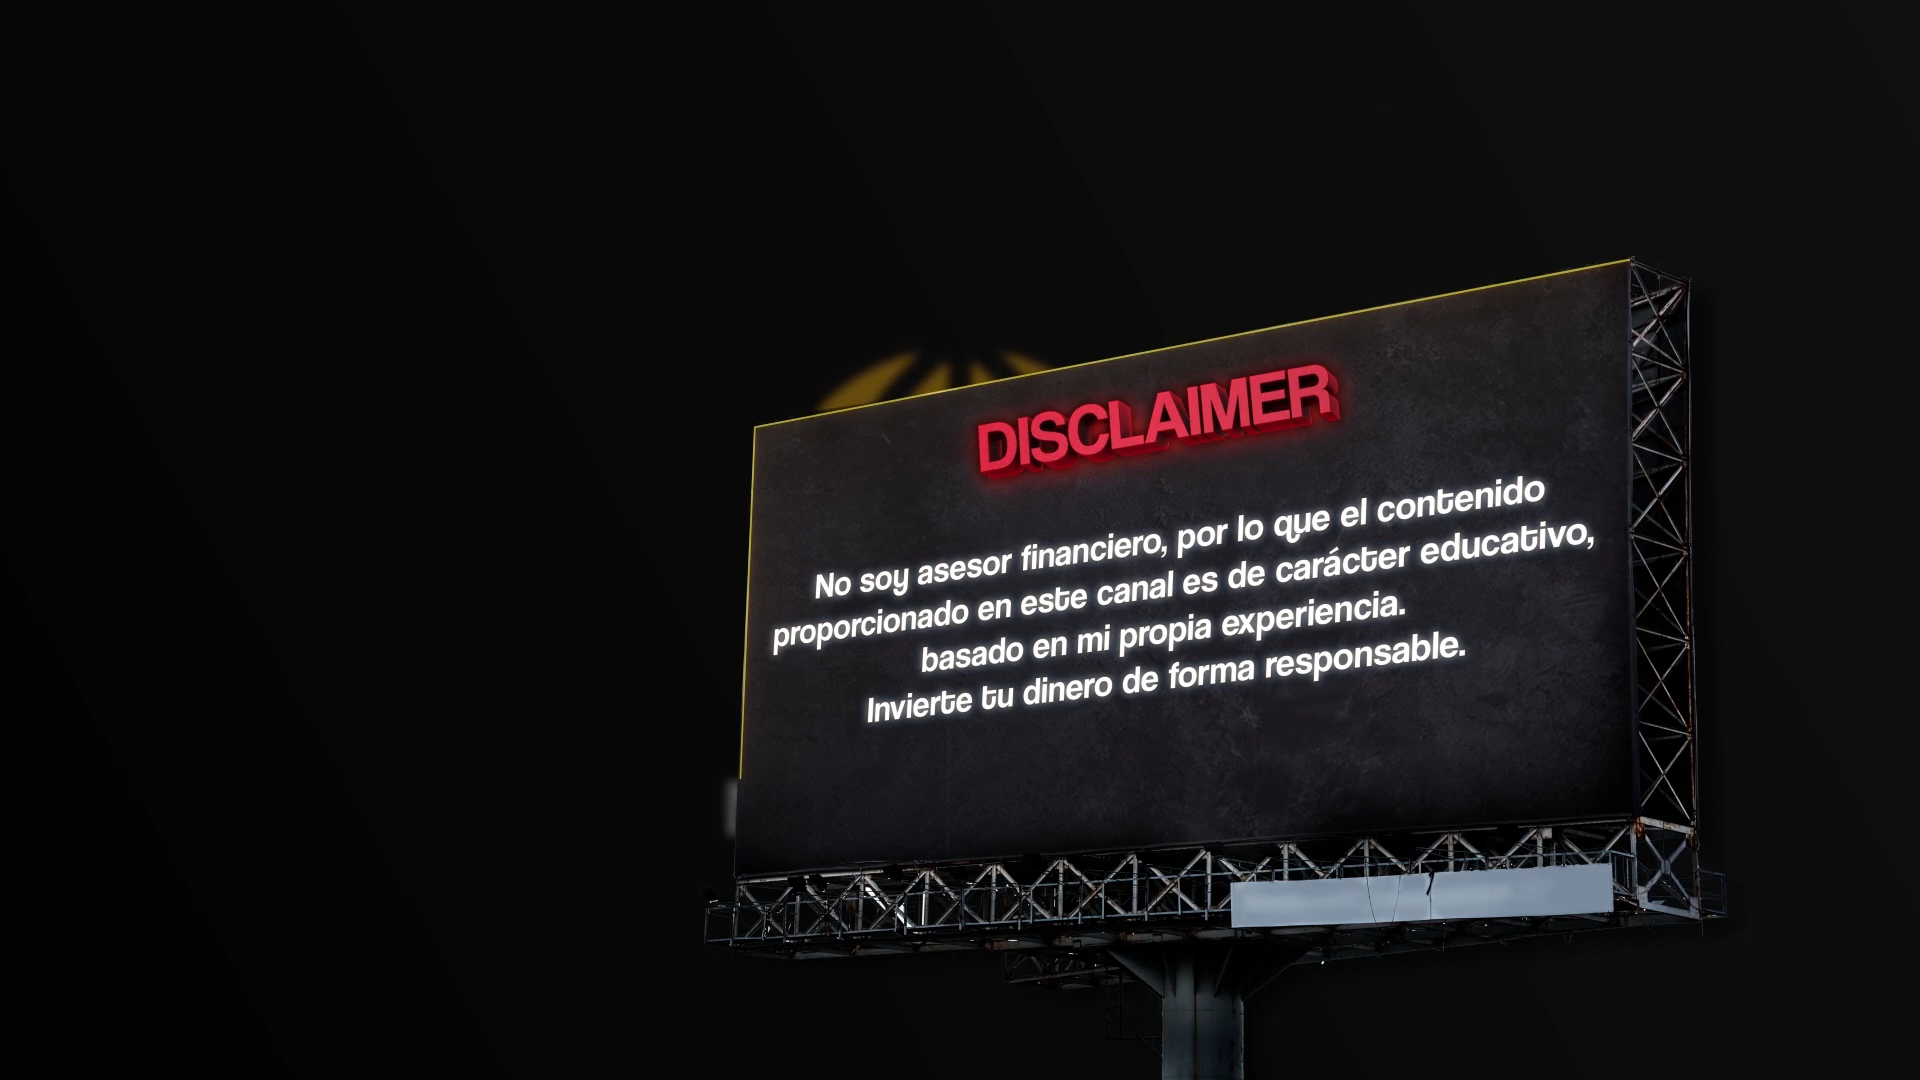 DISCLAIMER
No soy asesor financiero, por lo que el contenido
proporcionado en este canal es de carácter educativo,
basado en mi propia experiencia.
Invierte tu dinero de forma responsable.